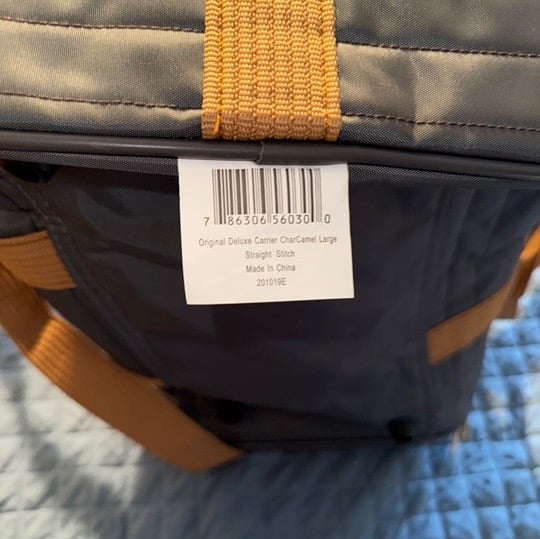 7 86306 56030 0
Original Deluxe Carrier CharCamel Large
Straight Stitch
Made In China
201019E